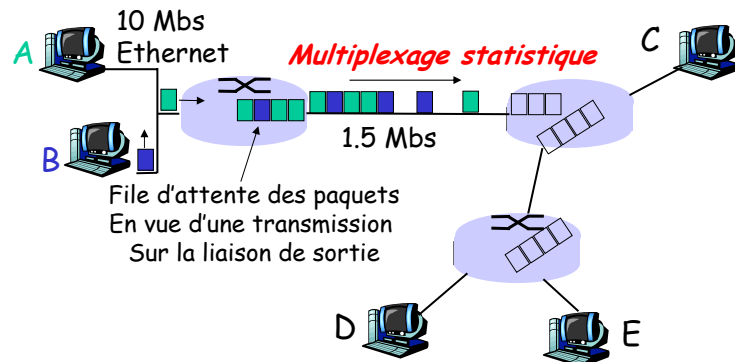 10 Mbs
Ethernet
A
Multiplexage statistique
C
1.5 Mbs
B
File d'attente des paquets
En vue d'une transmission
Sur la liaison de sortie
D
E